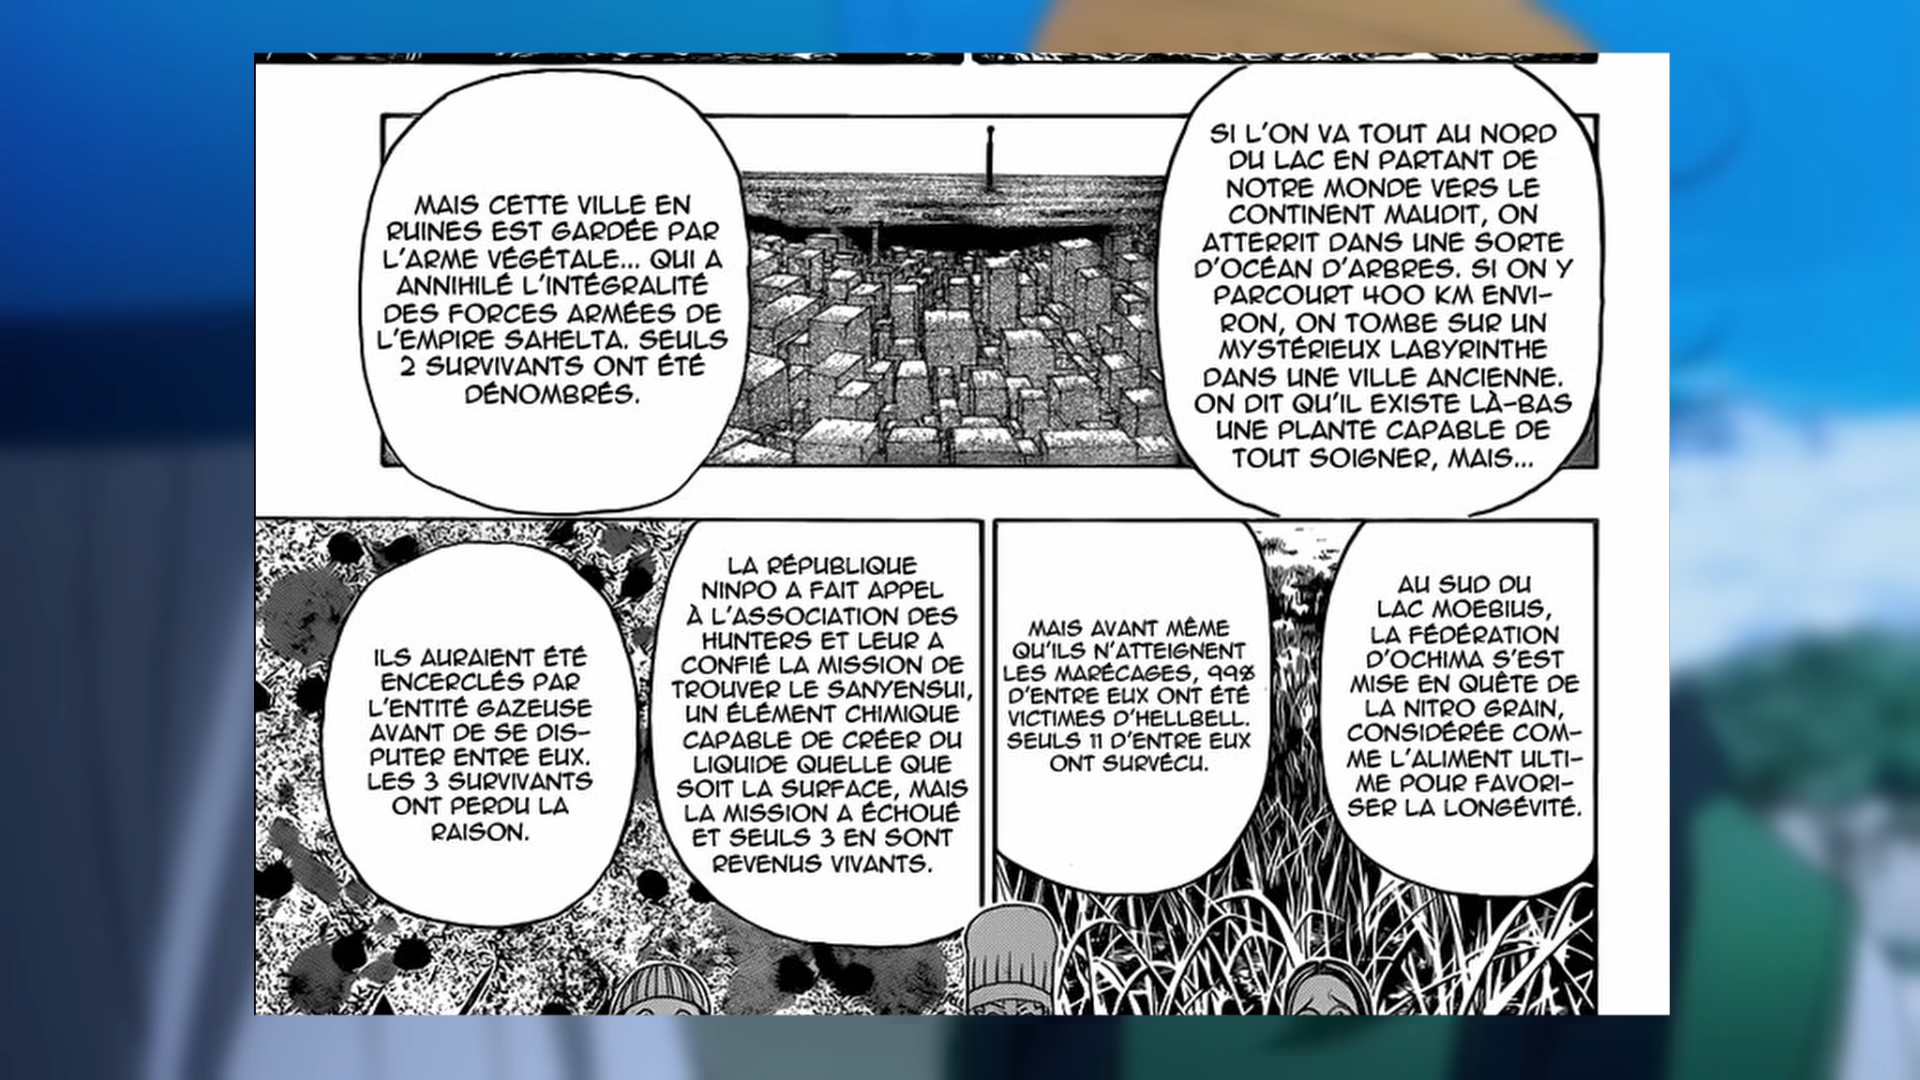 SI L'ON VA TOUT AU NORD
DU LAC EN PARTANT DE
NOTRE MONDE VERS LE
CONTINENT MAUDIT, ON
ATTERRIT DANS UNE SORTE
D'OCÉAN D'ARBRES. SI ON Y
PARCOURT 400 KM ENVI-
RON, ON TOMBE SUR UN
MYSTÉRIEUX LABYRINTHE
DANS UNE VILLE ANCIENNE.
ON DIT QU'IL EXISTE LÀ-BAS
UNE PLANTE CAPABLE DE
TOUT SOIGNER, MAIS...
MAIS CETTE VILLE EN
RUINES EST GARDÉE PAR
L'ARME VÉGÉTALE... QUI A
ANNIHILÉ L'INTÉGRALITÉ
DES FORCES ARMÉES DE
L'EMPIRE SAHELTA. SEULS
2 SURVIVANTS ONT ÉTÉ
DÉNOMBRÉS.
AU SUD DU
LAC MOEBIUS,
LA FÉDÉRATION
D'OCHIMA S'EST
MISE EN QUÊTE DE
LA NITRO GRAIN,
CONSIDÉRÉE COM-
ME L'ALIMENT ULTI-
ME POUR FAVORI-
SER LA LONGÉVITÉ.
MAIS AVANT MÊME
QU'ILS N'ATTEIGNENT
LES MARÉCAGES, 99%
D'ENTRE EUX ONT ÉTÉ
VICTIMES D'HELLBELL.
SEULS 11 D'ENTRE EUX
ONT SURVÉCU.
LA RÉPUBLIQUE
NINPO A FAIT APPEL
À L'ASSOCIATION DES
HUNTERS ET LEUR A
CONFIÉ LA MISSION DE
TROUVER LE SANYENSUI,
UN ÉLÉMENT CHIMIQUE
CAPABLE DE CRÉER DU
LIQUIDE QUELLE QUE
SOIT LA SURFACE, MAIS
LA MISSION A ÉCHOUÉ
ET SEULS 3 EN SONT
REVENUS VIVANTS.
ILS AURAIENT ÉTÉ
ENCERCLÉS PAR
L'ENTITÉ GAZEUSE
AVANT DE SE DIS-
PUTER ENTRE EUX.
LES 3 SURVIVANTS
ONT PERDU LA
RAISON.